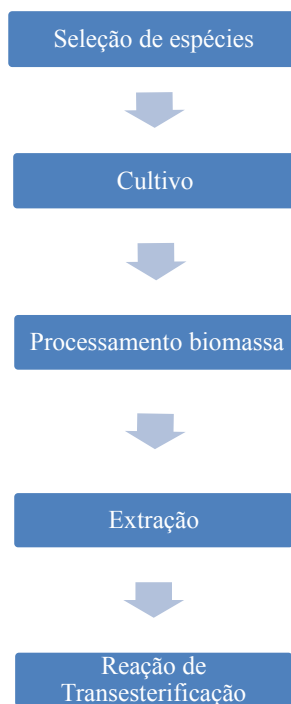 Seleção de espécies
Cultivo
Processamento biomassa
Extração
Reação de
Transesterificação